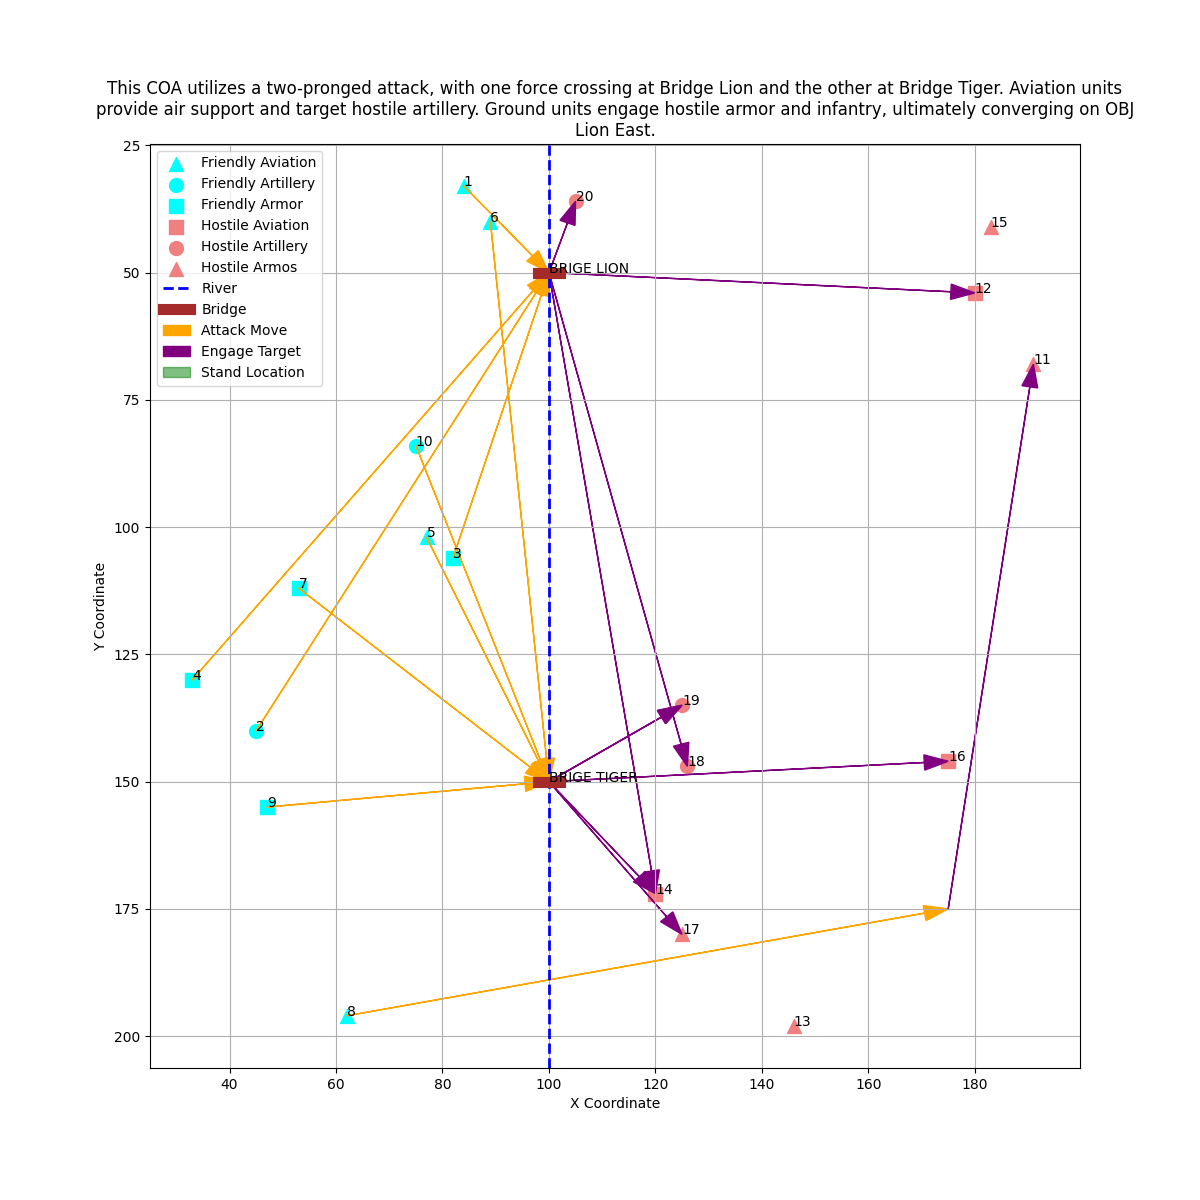 This COA utilizes a two-pronged attack, with one force crossing at Bridge Lion and the other at Bridge Tiger. Aviation units
provide air support and target hostile artillery. Ground units engage hostile armor and infantry, ultimately converging on OBJ
Lion East.
25
50
75
100
125
150
175
200
Y Coordinate
Friendly Aviation
Friendly Artillery
Friendly Armor
Hostile Aviation
Hostile Artillery
Hostile Armos
River
Bridge
Attack Move
Engage Target
Stand Location
1
6
20
15
BRIGE LION
12
11
10
5
3
7
4
2
19
18
16
BRIGE TIGER
9
14
17
8
13
40
60
80
100
120
140
160
180
X Coordinate